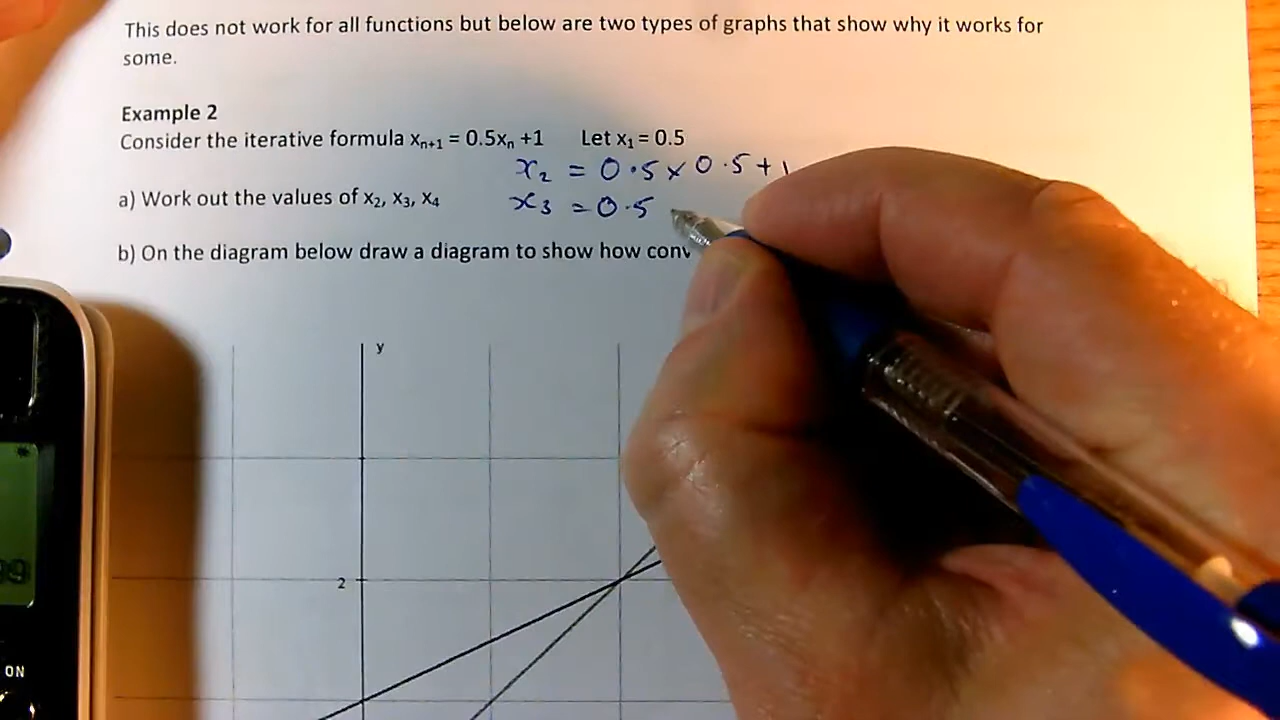 This does not work for all functions but below are two types of graphs that show why it works for
some.
Example 2
Consider the iterative formula xₙ₊₁ = 0.5xₙ +1 Let x₁ = 0.5
x₂ = 0.5 × 0.5 + 1
a) Work out the values of x₂, x₃, x₄
x₃ = 0.5
b) On the diagram below draw a diagram to show how
y
2
ON